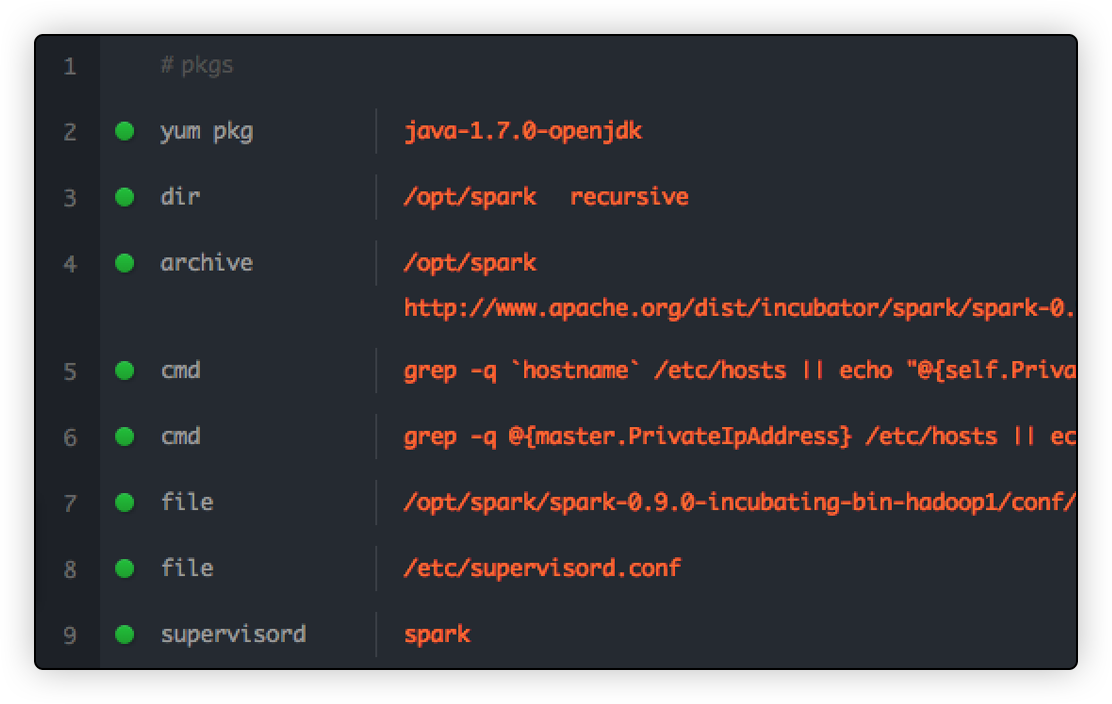 1 # pkgs
2 yum pkg java-1.7.0-openjdk
3 dir /opt/spark recursive
4 archive /opt/spark
http://www.apache.org/dist/incubator/spark/spark-0.
5 cmd grep -q `hostname` /etc/hosts || echo "@{self.Priva
6 cmd grep -q @{master.PrivateIpAddress} /etc/hosts || ec
7 file /opt/spark/spark-0.9.0-incubating-bin-hadoop1/conf/
8 file /etc/supervisord.conf
9 supervisord spark